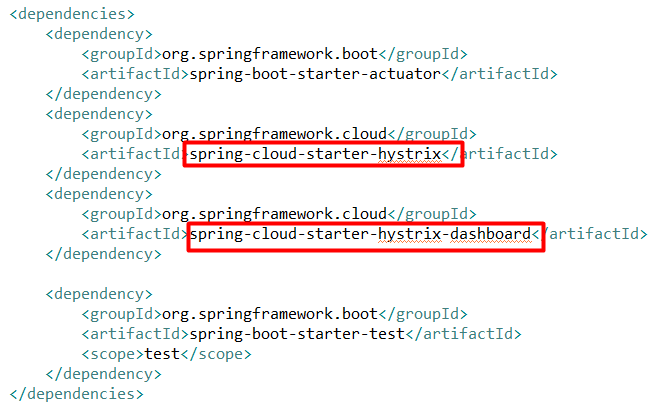 <dependencies>
<dependency>
<groupId>org.springframework.boot</groupId>
<artifactId>spring-boot-starter-actuator</artifactId>
</dependency>
<dependency>
<groupId>org.springframework.cloud</groupId>
<artifactId>spring-cloud-starter-hystrix</artifactId>
</dependency>
<dependency>
<groupId>org.springframework.cloud</groupId>
<artifactId>spring-cloud-starter-hystrix-dashboard</artifactId>
</dependency>
<dependency>
<groupId>org.springframework.boot</groupId>
<artifactId>spring-boot-starter-test</artifactId>
<scope>test</scope>
</dependency>
</dependencies>